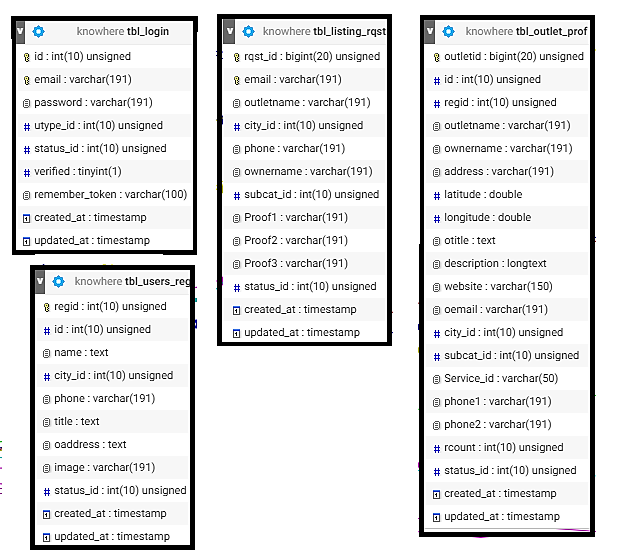 knowhere tbl_login
id : int(10) unsigned
email : varchar(191)
password : varchar(191)
utype_id : int(10) unsigned
status_id : int(10) unsigned
verified : tinyint(1)
remember_token : varchar(100)
created_at : timestamp
updated_at : timestamp
knowhere tbl_users_reg
regid : int(10) unsigned
id : int(10) unsigned
name : text
city_id : int(10) unsigned
phone : varchar(191)
title : text
oaddress : text
image : varchar(191)
status_id : int(10) unsigned
created_at : timestamp
updated_at : timestamp
knowhere tbl_listing_rqst
rqst_id : bigint(20) unsigned
email : varchar(191)
outletname : varchar(191)
city_id : int(10) unsigned
phone : varchar(191)
ownername : varchar(191)
subcat_id : int(10) unsigned
Proof1 : varchar(191)
Proof2 : varchar(191)
Proof3 : varchar(191)
status_id : int(10) unsigned
created_at : timestamp
updated_at : timestamp
knowhere tbl_outlet_prof
outletid : bigint(20) unsigned
id : int(10) unsigned
regid : int(10) unsigned
outletname : varchar(191)
ownername : varchar(191)
address : varchar(191)
latitude : double
longitude : double
otitle : text
description : longtext
website : varchar(150)
oemail : varchar(191)
city_id : int(10) unsigned
subcat_id : int(10) unsigned
Service_id : varchar(50)
phone1 : varchar(191)
phone2 : varchar(191)
rcount : int(10) unsigned
status_id : int(10) unsigned
created_at : timestamp
updated_at : timestamp